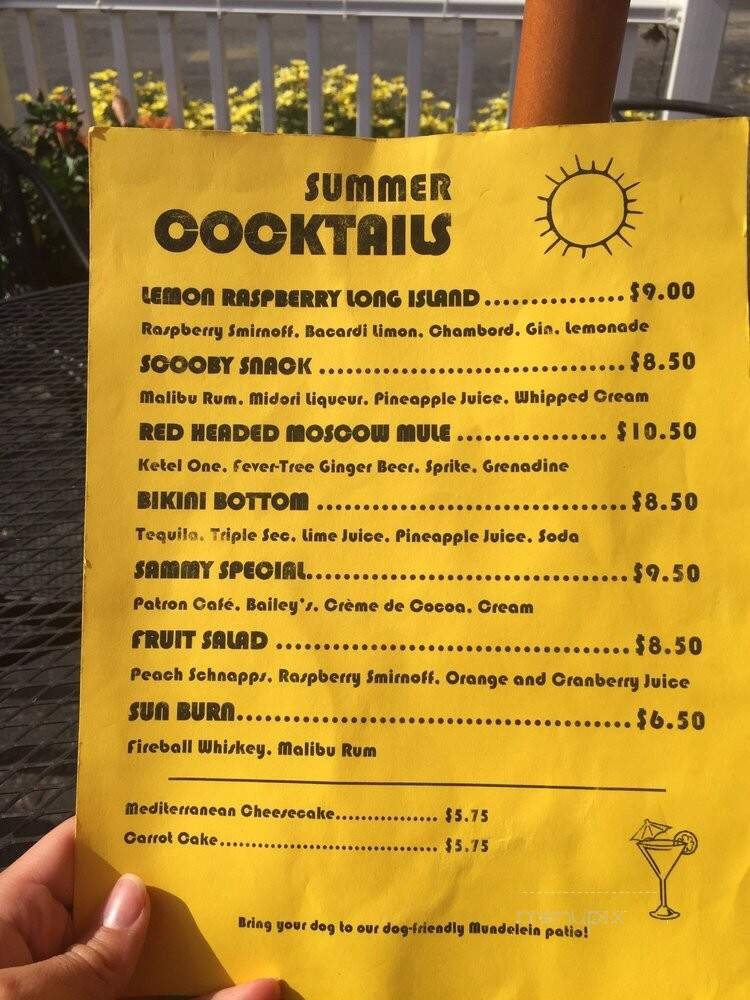 SUMMER
COCKTAILS
LEMON RASPBERRY LONG ISLAND...............$9.00
Raspberry Smirnoff, Bacardi Limon, Chambord, Gin, Lemonade
SCOOBY SNACK .................................$8.50
Malibu Rum, Midori Liqueur, Pineapple Juice, Whipped Cream
RED HEADED MOSCOW MULE ................ $10.50
Ketel One, Fever-Tree Ginger Beer, Sprite, Grenadine
BIKINI BOTTOM .................................$8.50
Tequila, Triple Sec, Lime Juice, Pineapple Juice, Soda
SAMMY SPECIAL..................................$9.50
Patron Café, Bailey's, Crème de Cocoa, Cream
FRUIT SALAD .....................................$8.50
Peach Schnapps, Raspberry Smirnoff, Orange and Cranberry Juice
SUN BURN.........................................$6.50
Fireball Whiskey, Malibu Rum
Mediterranean Cheesecake................. $5.75
Carrot Cake.................................... $5.75
menupix
Bring your dog to our dog-friendly Mundelein patio!